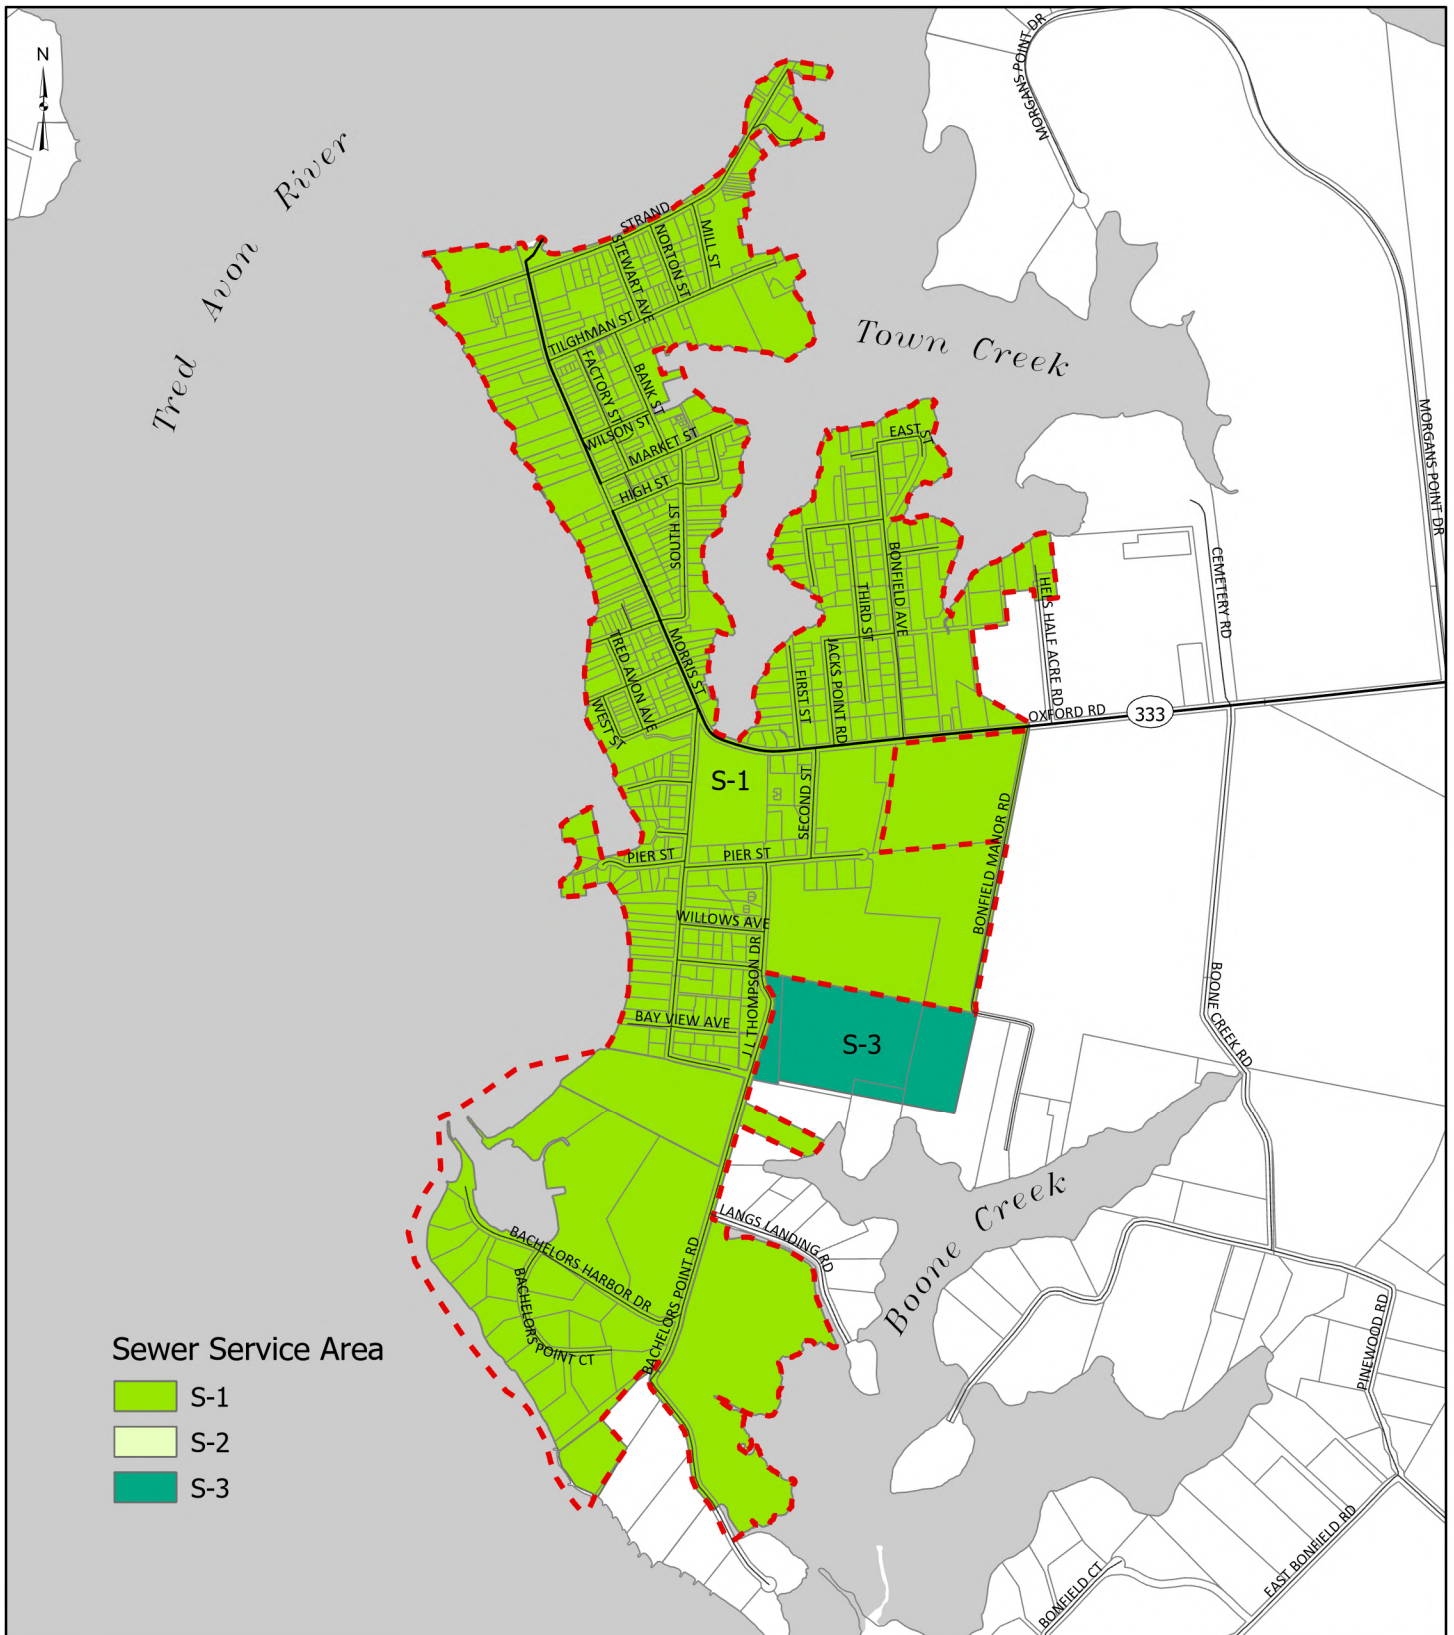 N
Tred Avon River
Town Creek
Boone Creek
MORGANS POINT DR
MORGANS POINT DR
STRAND
STEWART AVE
NORTON ST
MILL ST
TILGHMAN ST
FACTORY ST
BANK ST
WILSON ST
MARKET ST
HIGH ST
SOUTH ST
EAST ST
BONFIELD AVE
THIRD ST
JACKS POINT RD
FIRST ST
HELS HALF ACRE RD
CEMETERY RD
TRED AVON AVE
MORRIS ST
WEST ST
OXFORD RD
333
S-1
SECOND ST
PIER ST
PIER ST
BONFIELD MANOR RD
WILLOWS AVE
J L THOMPSON DR
BAY VIEW AVE
S-3
BOONE CREEK RD
LANGS LANDING RD
BACHELORS HARBOR DR
BACHELORS POINT CT
BACHELORS POINT RD
PINEWOOD RD
EAST BONFIELD RD
BONFIELD CT
Sewer Service Area
S-1
S-2
S-3